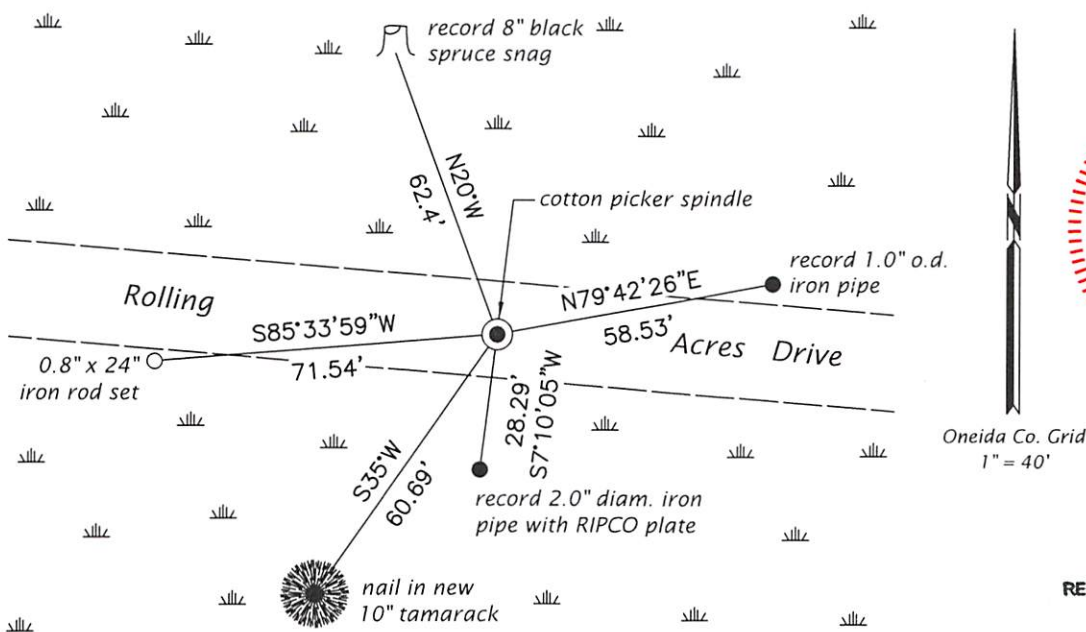 record 8" black
spruce snag
N20°W
62.4'
cotton picker spindle
record 1.0" o.d.
iron pipe
N79°42'26"E
58.53'
Rolling
Acres Drive
S85°33'59"W
71.54'
0.8" x 24"
iron rod set
28.29'
S7°10'05"W
S35°W
60.69'
record 2.0" diam. iron
pipe with RIPCO plate
nail in new
10" tamarack
N
Oneida Co. Grid
1" = 40'
RE